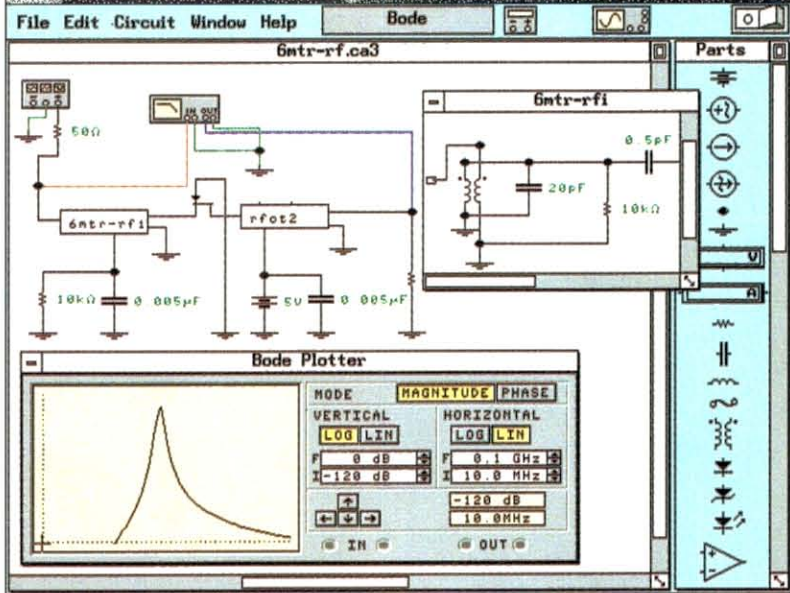 File Edit Circuit Window Help Bode
6mtr-rf.ca3
Parts
IN OUT
50Ω
6mtr-rfi
rfot2
10kΩ
0.005µF
5V
0.005µF
6mtr-rfi
0.5pF
20pF
10kΩ
V
A
Bode Plotter
MODE MAGNITUDE PHASE
VERTICAL HORIZONTAL
LOG LIN LOG LIN
F 0 dB F 0.1 GHz
I -120 dB I 10.0 MHz
-120 dB
10.0MHz
IN OUT